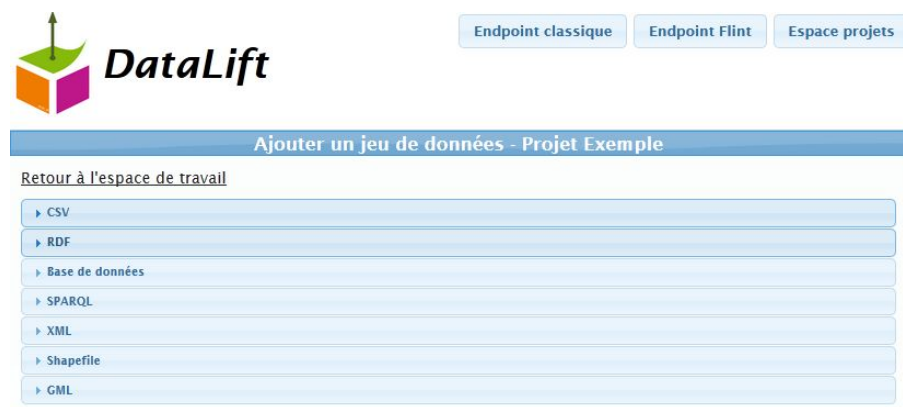 Endpoint classique
Endpoint Flint
Espace projets
DataLift
Ajouter un jeu de données - Projet Exemple
Retour à l'espace de travail
CSV
RDF
Base de données
SPARQL
XML
Shapefile
GML